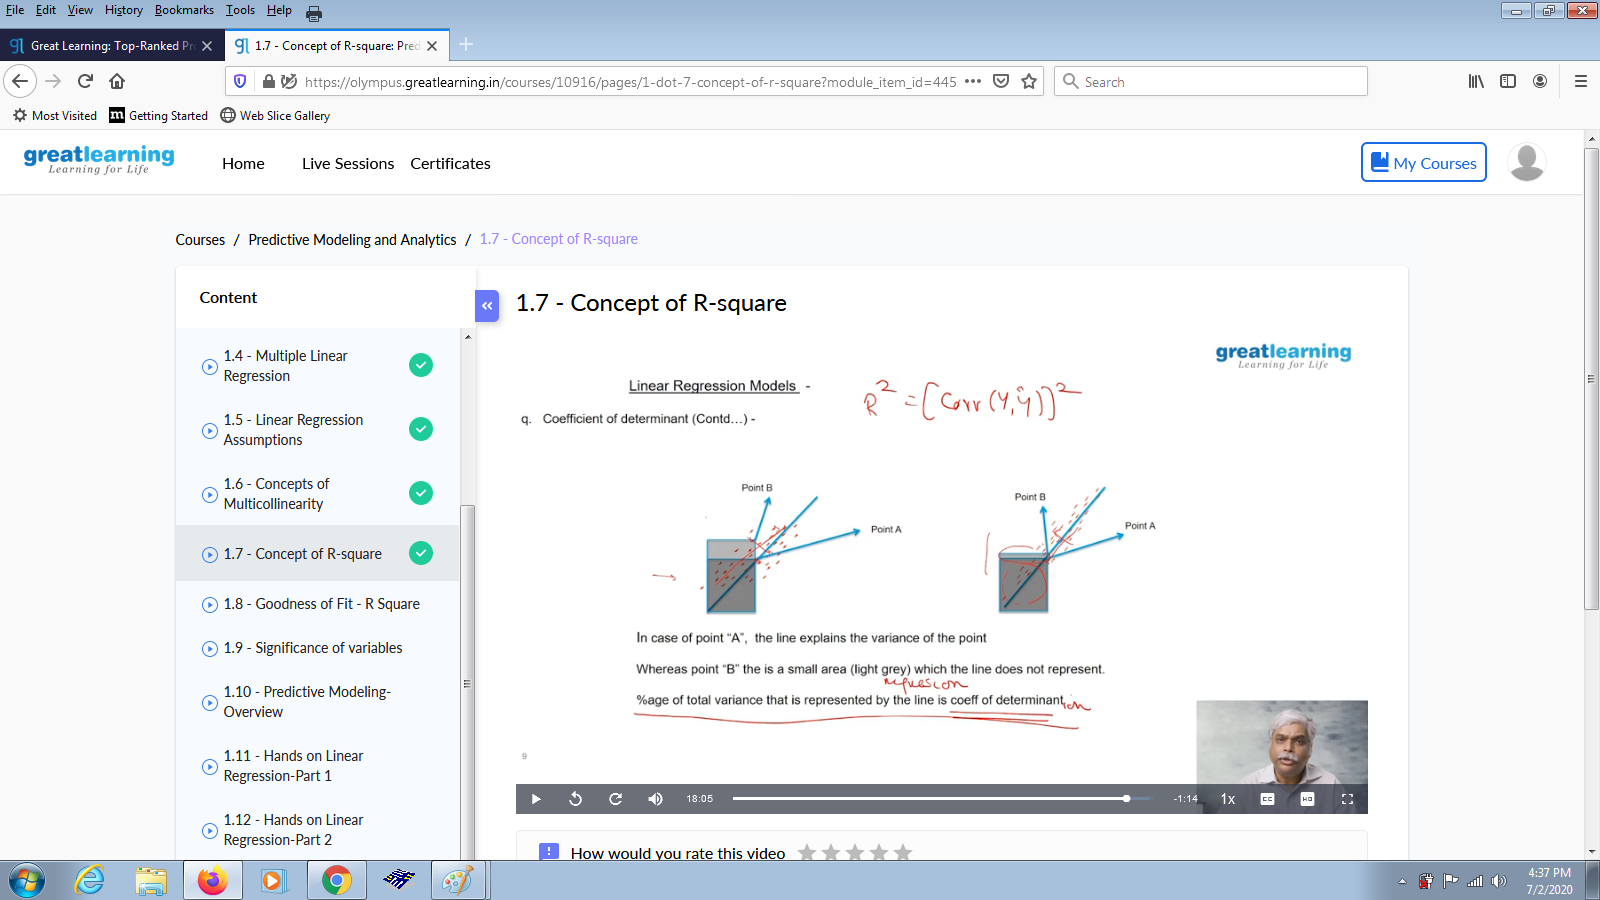 File Edit View History Bookmarks Tools Help
Great Learning: Top-Ranked Pr
1.7 - Concept of R-square: Pred
https://olympus.greatlearning.in/courses/10916/pages/1-dot-7-concept-of-r-square?module_item_id=445
Search
Most Visited Getting Started Web Slice Gallery
greatlearning
Learning for Life
Home Live Sessions Certificates
My Courses
Courses / Predictive Modeling and Analytics / 1.7 - Concept of R-square
Content
1.4 - Multiple Linear
Regression
1.5 - Linear Regression
Assumptions
1.6 - Concepts of
Multicollinearity
1.7 - Concept of R-square
1.8 - Goodness of Fit - R Square
1.9 - Significance of variables
1.10 - Predictive Modeling-
Overview
1.11 - Hands on Linear
Regression-Part 1
1.12 - Hands on Linear
Regression-Part 2
1.7 - Concept of R-square
greatlearning
Learning for Life
Linear Regression Models -
R² = [Corr (Y, Ŷ)]²
q. Coefficient of determinant (Contd...) -
Point B
Point A
Point B
Point A
In case of point "A", the line explains the variance of the point
Whereas point "B" the is a small area (light grey) which the line does not represent.
%age of total variance that is represented by the line is coeff of determinant ion
9
18:05
-1:14
1x
CC
HD
How would you rate this video
4:37 PM
7/2/2020